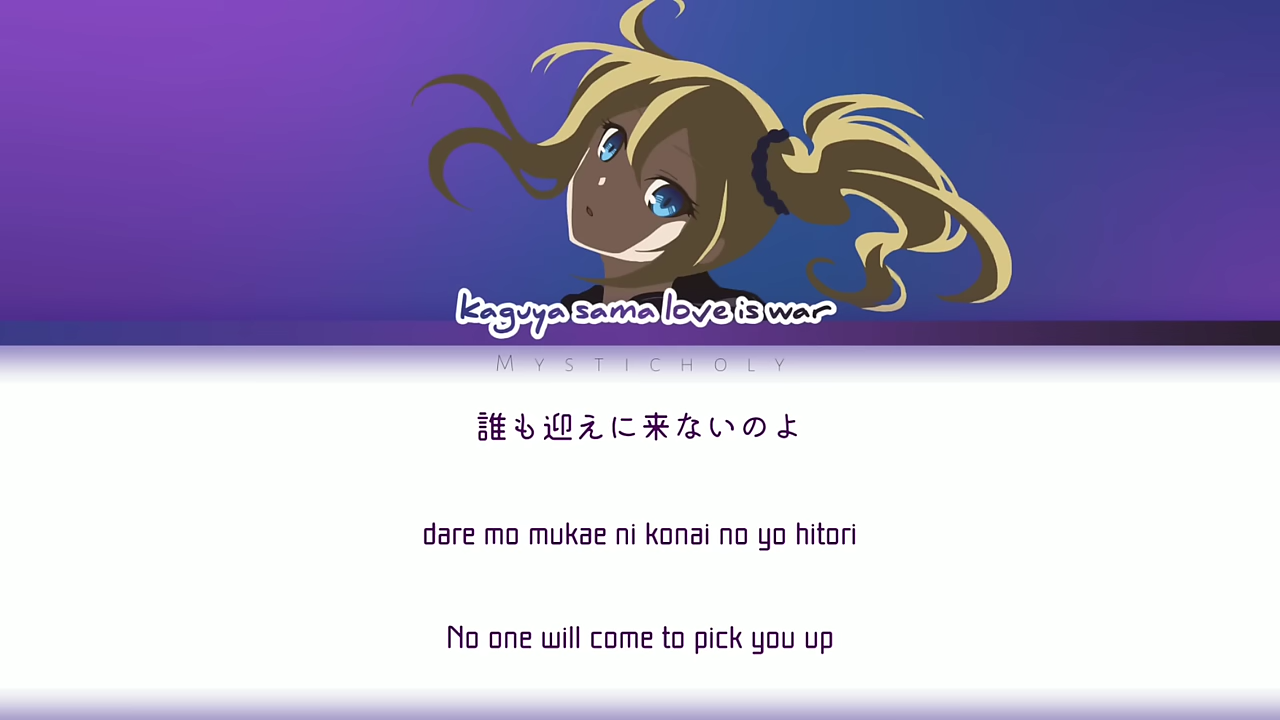 kaguya sama love is war
MYSTICHOLY
誰も迎えに来ないのよ
dare mo mukae ni konai no yo hitori
No one will come to pick you up